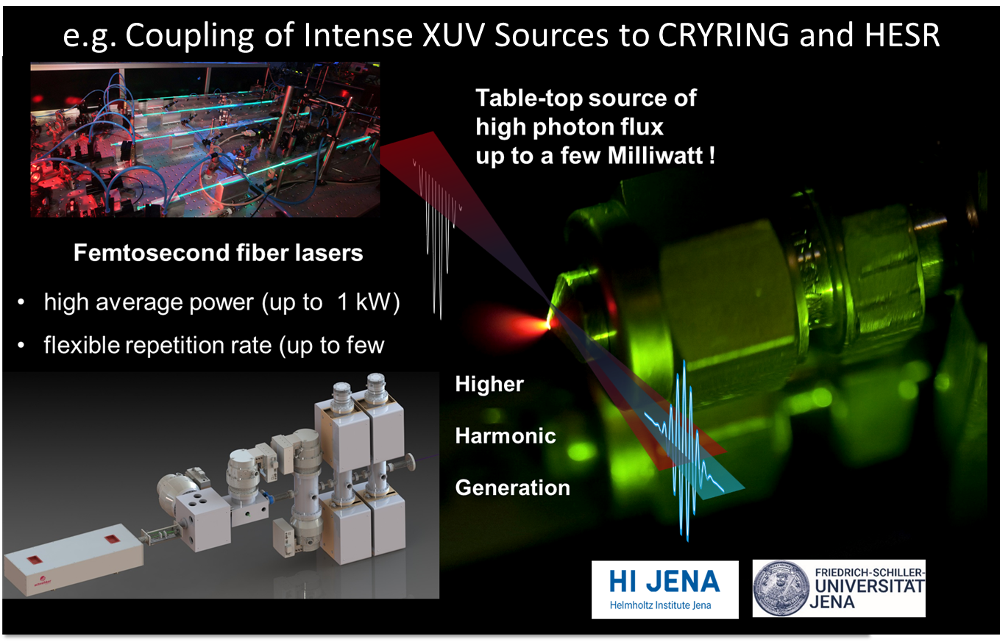 e.g. Coupling of Intense XUV Sources to CRYRING and HESR
Table-top source of
high photon flux
up to a few Milliwatt !
Femtosecond fiber lasers
• high average power (up to 1 kW)
• flexible repetition rate (up to few
Higher
Harmonic
Generation
HI JENA
Helmholtz Institute Jena
FRIEDRICH-SCHILLER-
UNIVERSITÄT
JENA